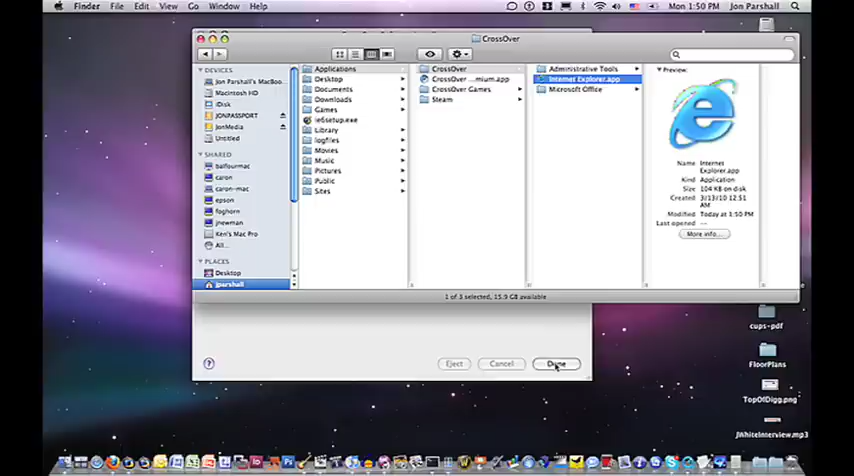 Finder File Edit View Go Window Help Mon 1:50 PM Jon Parshall
CrossOver
DEVICES
Jon Parshall's MacBoo...
Macintosh HD
iDisk
JONPASSPORT
JonMedia
Untitled
SHARED
balfourmac
caron
caron-mac
epson
foghorn
jnewman
Ken's Mac Pro
All...
PLACES
Desktop
jparshall
Applications
Desktop
Documents
Downloads
Games
ie6setup.exe
Library
logfiles
Movies
Music
Pictures
Public
Sites
CrossOver
CrossOver ...mium.app
CrossOver Games
Steam
Administrative Tools
Internet Explorer.app
Microsoft Office
Preview:
Name Internet
Explorer.app
Kind Application
Size 104 KB on disk
Created 3/13/10 12:51
AM
Modified Today at 1:50 PM
Last opened --
More info...
1 of 3 selected, 15.9 GB available
? Eject Cancel Done
cups-pdf
FloorPlans
TopOfDigg.png
JWhiteInterview.mp3